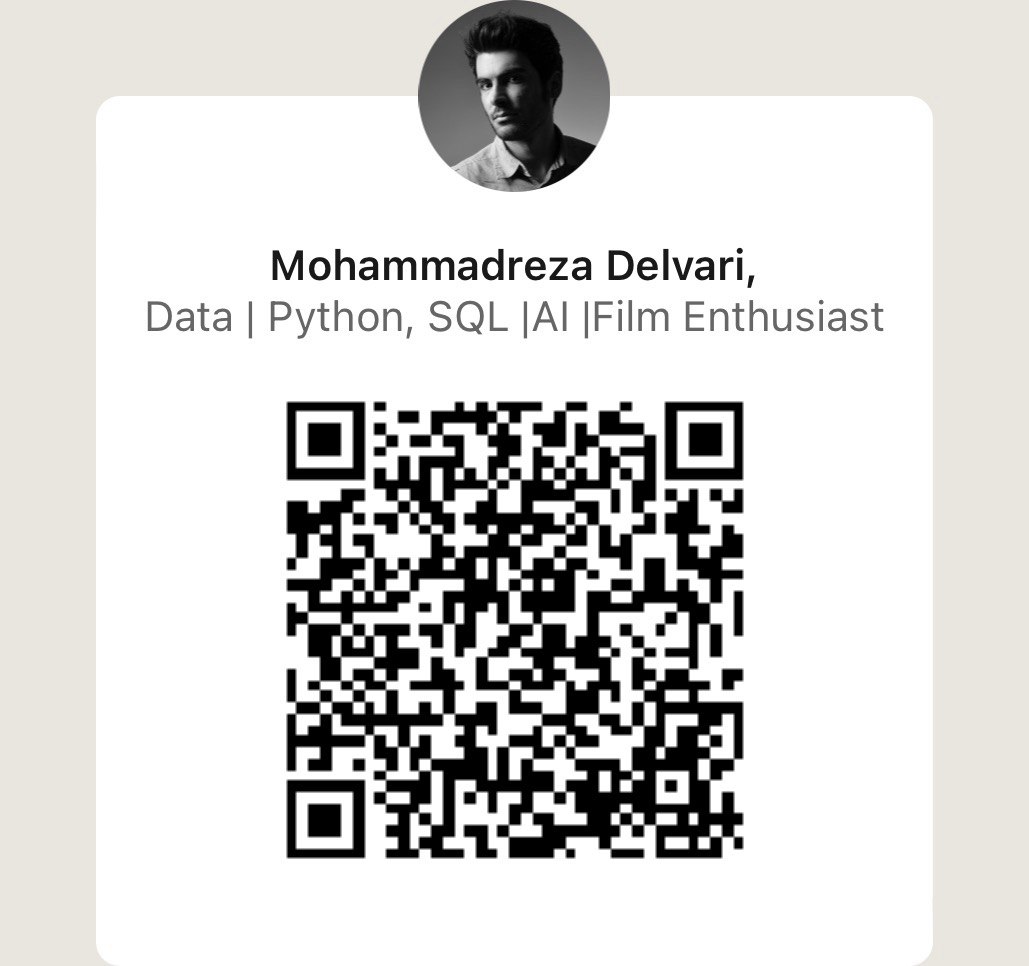 Mohammadreza Delvari,
Data | Python, SQL |AI |Film Enthusiast